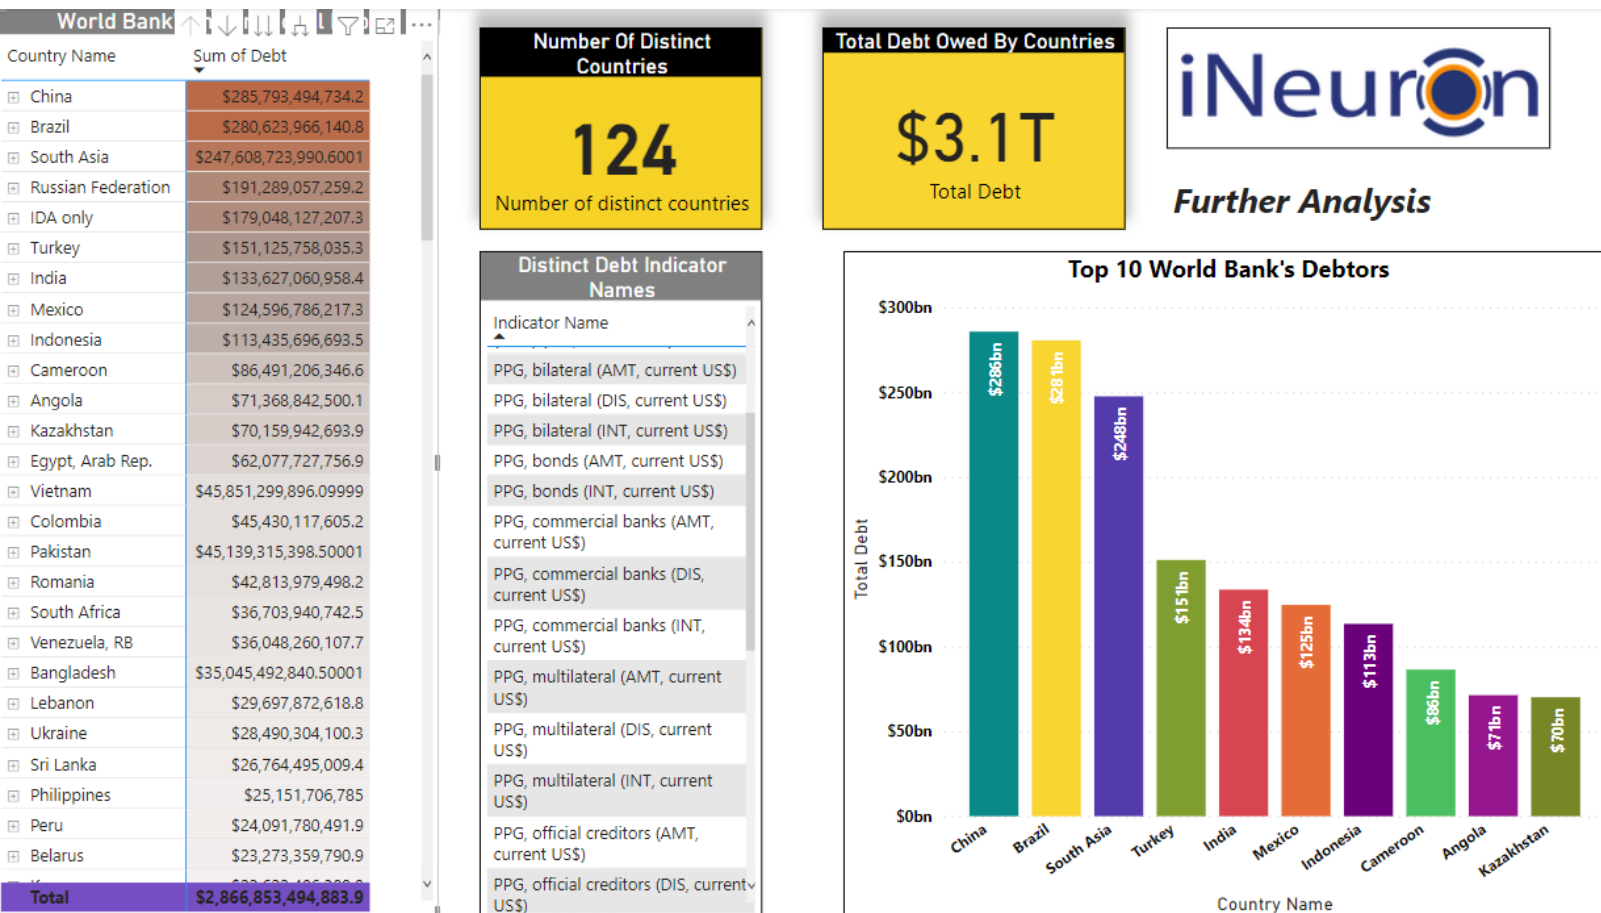 World Bank
Country Name Sum of Debt
China $285,793,494,734.2
Brazil $280,623,966,140.8
South Asia $247,608,723,990.6001
Russian Federation $191,289,057,259.2
IDA only $179,048,127,207.3
Turkey $151,125,758,035.3
India $133,627,060,958.4
Mexico $124,596,786,217.3
Indonesia $113,435,696,693.5
Cameroon $86,491,206,346.6
Angola $71,368,842,500.1
Kazakhstan $70,159,942,693.9
Egypt, Arab Rep. $62,077,727,756.9
Vietnam $45,851,299,896.09999
Colombia $45,430,117,605.2
Pakistan $45,139,315,398.50001
Romania $42,813,979,498.2
South Africa $36,703,940,742.5
Venezuela, RB $36,048,260,107.7
Bangladesh $35,045,492,840.50001
Lebanon $29,697,872,618.8
Ukraine $28,490,304,100.3
Sri Lanka $26,764,495,009.4
Philippines $25,151,706,785
Peru $24,091,780,491.9
Belarus $23,273,359,790.9
Total $2,866,853,494,883.9
Number Of Distinct
Countries
124
Number of distinct countries
Total Debt Owed By Countries
$3.1T
Total Debt
iNeuron
Further Analysis
Distinct Debt Indicator
Names
Indicator Name
PPG, bilateral (AMT, current US$)
PPG, bilateral (DIS, current US$)
PPG, bilateral (INT, current US$)
PPG, bonds (AMT, current US$)
PPG, bonds (INT, current US$)
PPG, commercial banks (AMT,
current US$)
PPG, commercial banks (DIS,
current US$)
PPG, commercial banks (INT,
current US$)
PPG, multilateral (AMT, current
US$)
PPG, multilateral (DIS, current
US$)
PPG, multilateral (INT, current
US$)
PPG, official creditors (AMT,
current US$)
PPG, official creditors (DIS, current
US$)
Top 10 World Bank's Debtors
Total Debt
$300bn
$250bn
$200bn
$150bn
$100bn
$50bn
$0bn
$286bn
$281bn
$248bn
$151bn
$134bn
$125bn
$113bn
$86bn
$71bn
$70bn
China
Brazil
South Asia
Turkey
India
Mexico
Indonesia
Cameroon
Angola
Kazakhstan
Country Name